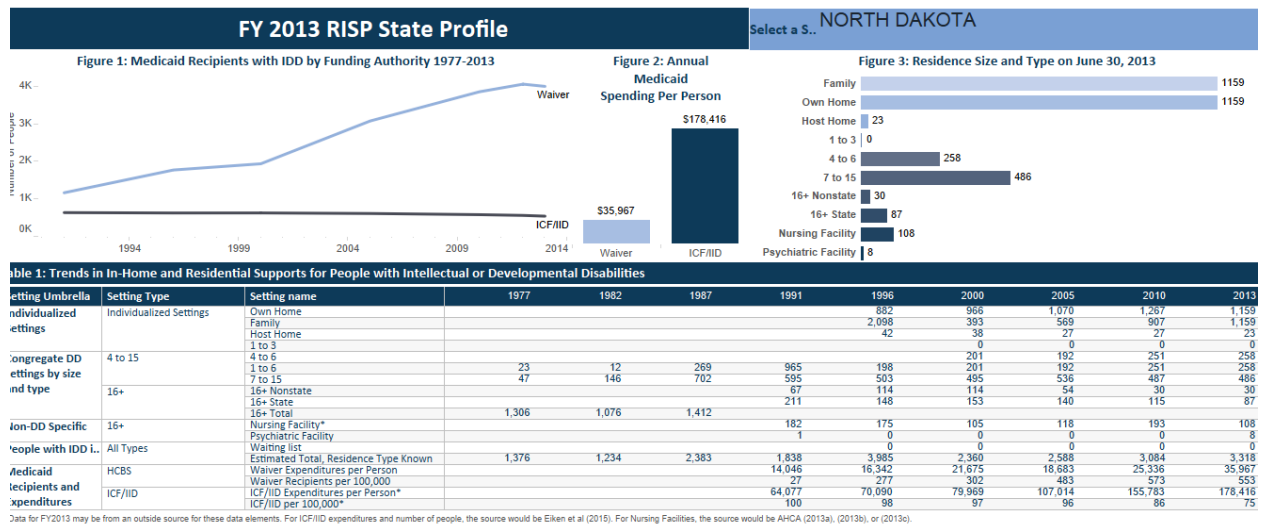 FY 2013 RISP State Profile
Select a S.. NORTH DAKOTA
Figure 1: Medicaid Recipients with IDD by Funding Authority 1977-2013
Number of People
4K
3K
2K
1K
0K
Waiver
ICF/IID
1994 1999 2004 2009 2014
Figure 2: Annual
Medicaid
Spending Per Person
$178,416
$35,967
Waiver ICF/IID
Figure 3: Residence Size and Type on June 30, 2013
Family 1159
Own Home 1159
Host Home 23
1 to 3 0
4 to 6 258
7 to 15 486
16+ Nonstate 30
16+ State 87
Nursing Facility 108
Psychiatric Facility 8
able 1: Trends in In-Home and Residential Supports for People with Intellectual or Developmental Disabilities
Setting Umbrella Setting Type Setting name 1977 1982 1987 1991 1996 2000 2005 2010 2013
Individualized Individualized Settings Own Home 882 966 1,070 1,267 1,159
settings Family 2,098 393 569 907 1,159
Host Home 42 38 27 27 23
1 to 3 0 0 0 0
Congregate DD 4 to 15 4 to 6 201 192 251 258
settings by size 1 to 6 23 12 269 965 198 201 192 251 258
and type 7 to 15 47 146 702 595 503 495 536 487 486
16+ 16+ Nonstate 67 114 114 54 30 30
16+ State 211 148 153 140 115 87
16+ Total 1,306 1,076 1,412
Non-DD Specific 16+ Nursing Facility* 182 175 105 118 193 108
Psychiatric Facility 1 0 0 0 0 8
People with IDD i.. All Types Waiting list 0 0 0 0 0
Estimated Total, Residence Type Known 1,376 1,234 2,383 1,838 3,985 2,360 2,588 3,084 3,318
Medicaid HCBS Waiver Expenditures per Person 14,046 16,342 21,675 18,683 25,336 35,967
Recipients and Waiver Recipients per 100,000 27 277 302 483 573 553
Expenditures ICF/IID ICF/IID Expenditures per Person* 64,077 70,090 79,969 107,014 155,783 178,416
ICF/IID per 100,000* 100 98 97 96 86 75
Data for FY2013 may be from an outside source for these data elements. For ICF/IID expenditures and number of people, the source would be Eiken et al (2015). For Nursing Facilities, the source would be AHCA (2013a), (2013b), or (2013c).